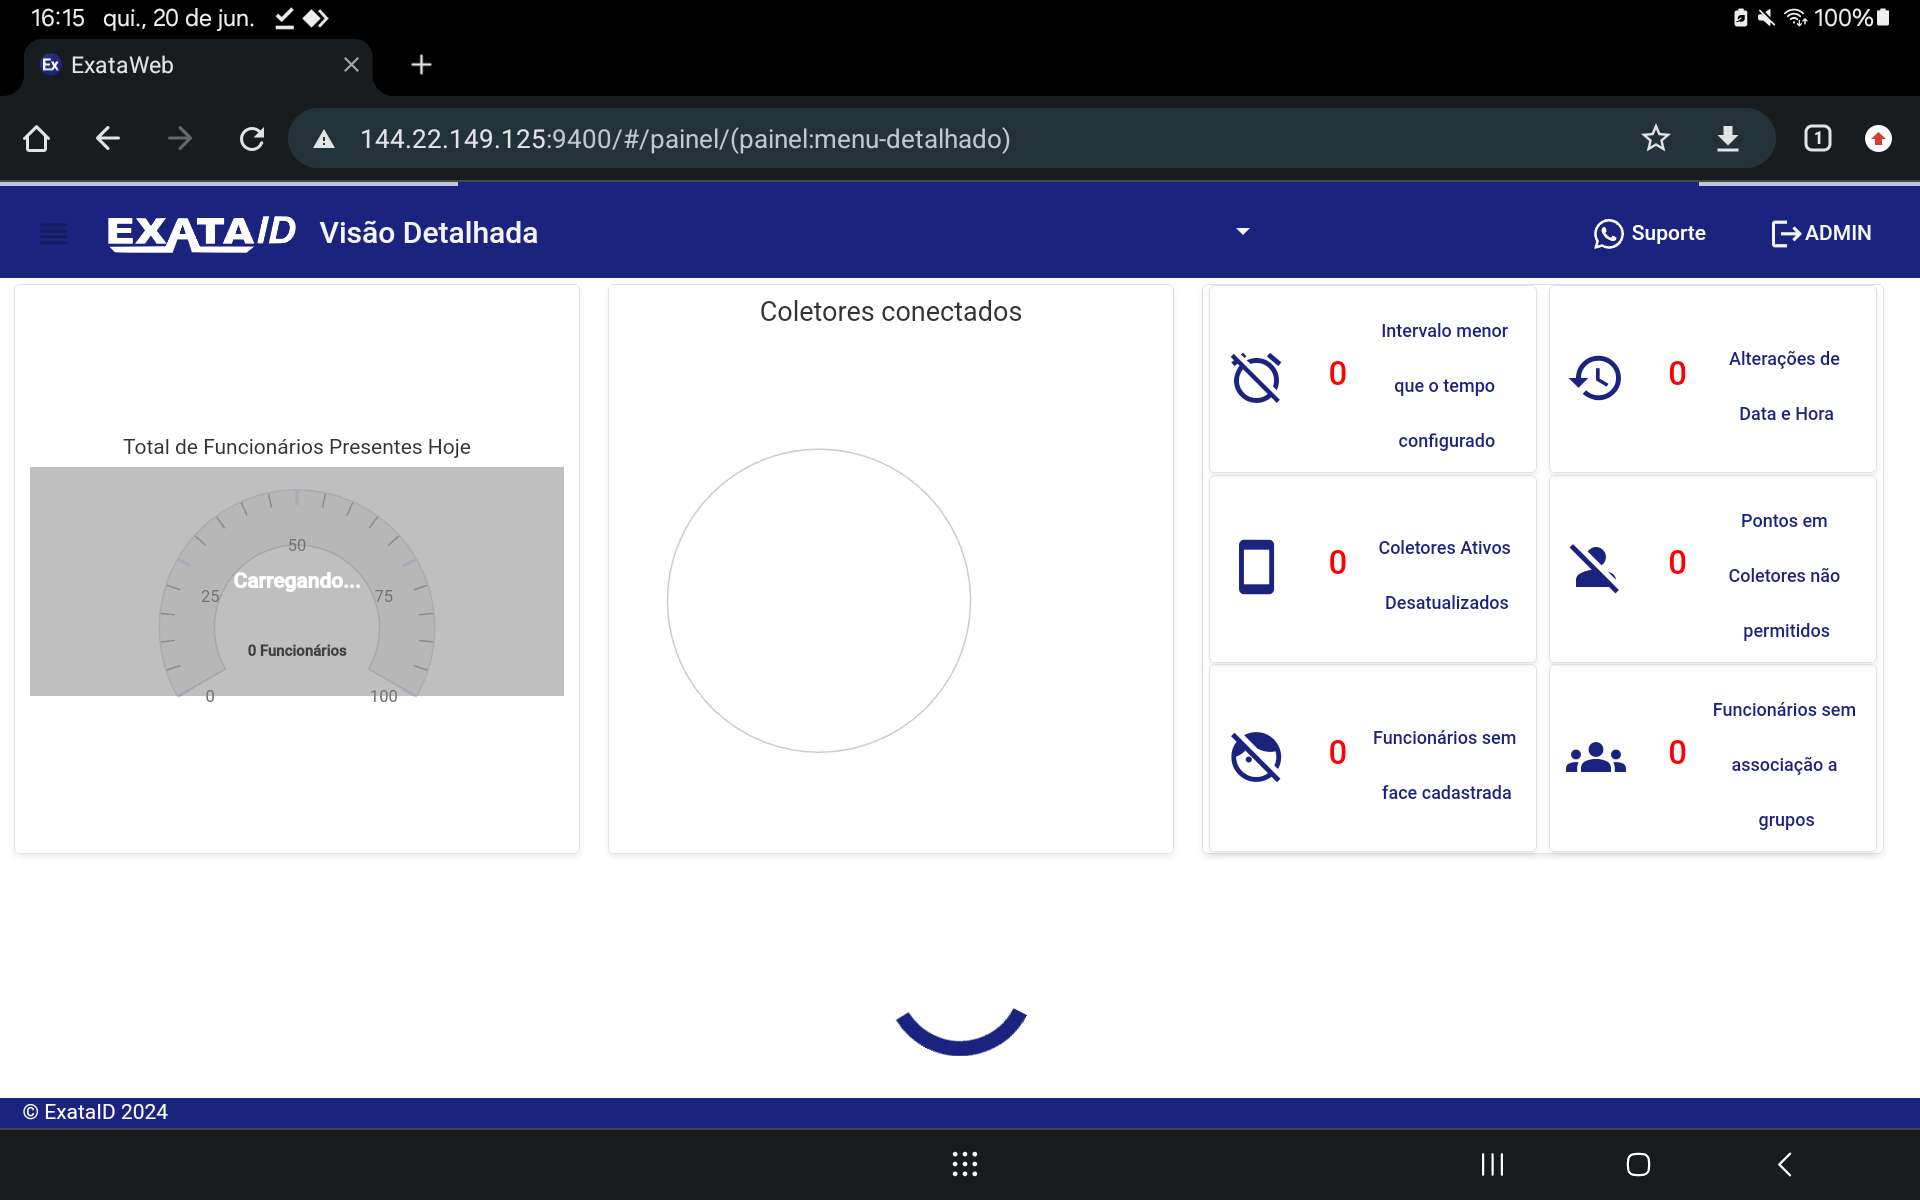 16:15 qui., 20 de jun.
100%
Ex ExataWeb
144.22.149.125:9400/#/painel/(painel:menu-detalhado)
1
EXATAID Visão Detalhada
Suporte
ADMIN
Total de Funcionários Presentes Hoje
50
Carregando...
25
75
0 Funcionários
0
100
Coletores conectados
0
Intervalo menor
que o tempo
configurado
0
Alterações de
Data e Hora
0
Coletores Ativos
Desatualizados
0
Pontos em
Coletores não
permitidos
0
Funcionários sem
face cadastrada
0
Funcionários sem
associação a
grupos
© ExataID 2024